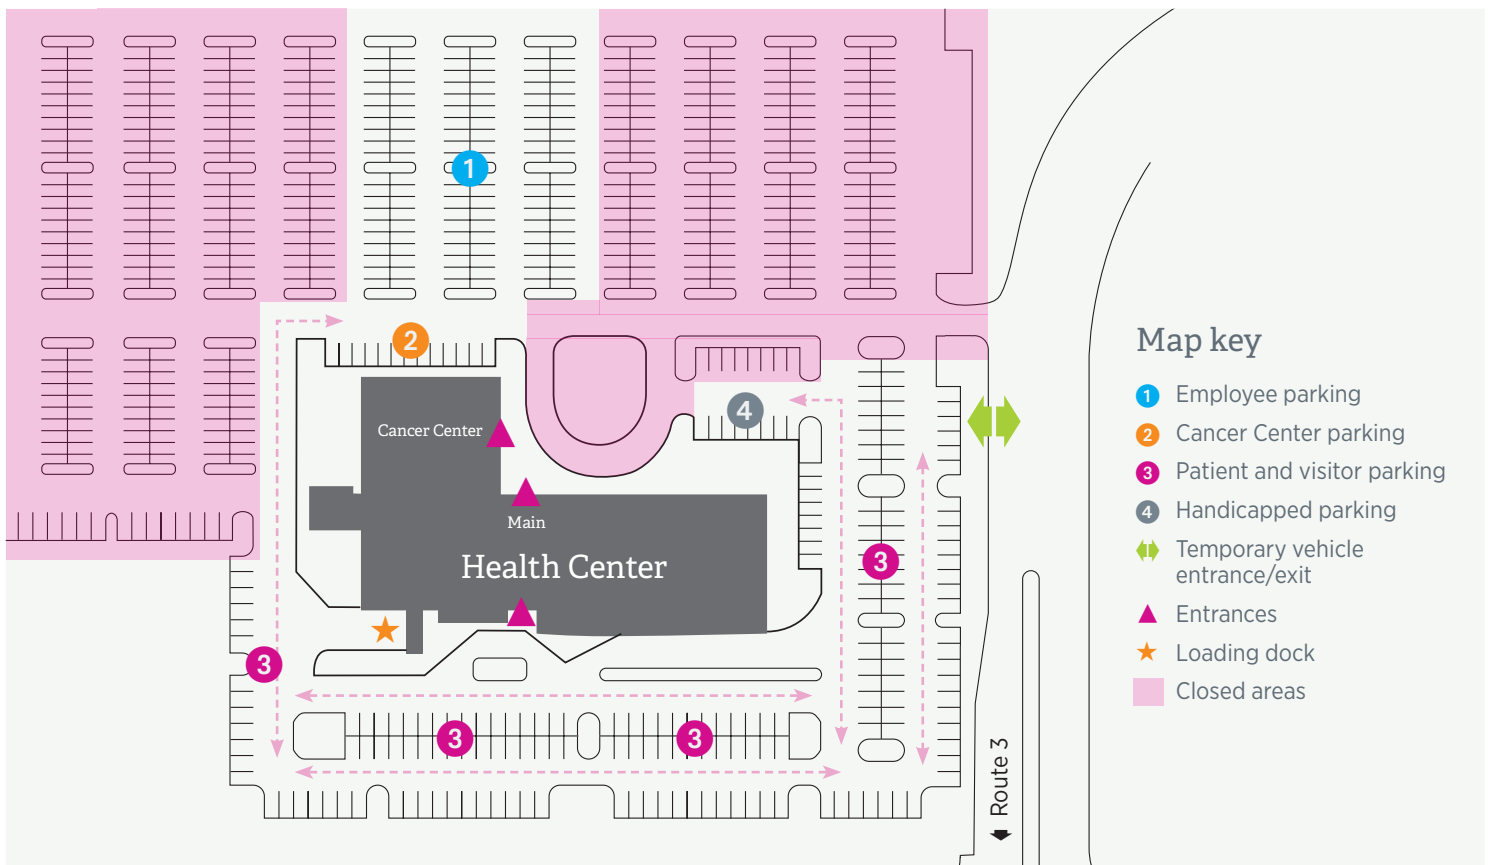 1
2
4
Cancer Center
Main
Health Center
3
3
3
3
Route 3
Map key
1 Employee parking
2 Cancer Center parking
3 Patient and visitor parking
4 Handicapped parking
Temporary vehicle
entrance/exit
Entrances
Loading dock
Closed areas